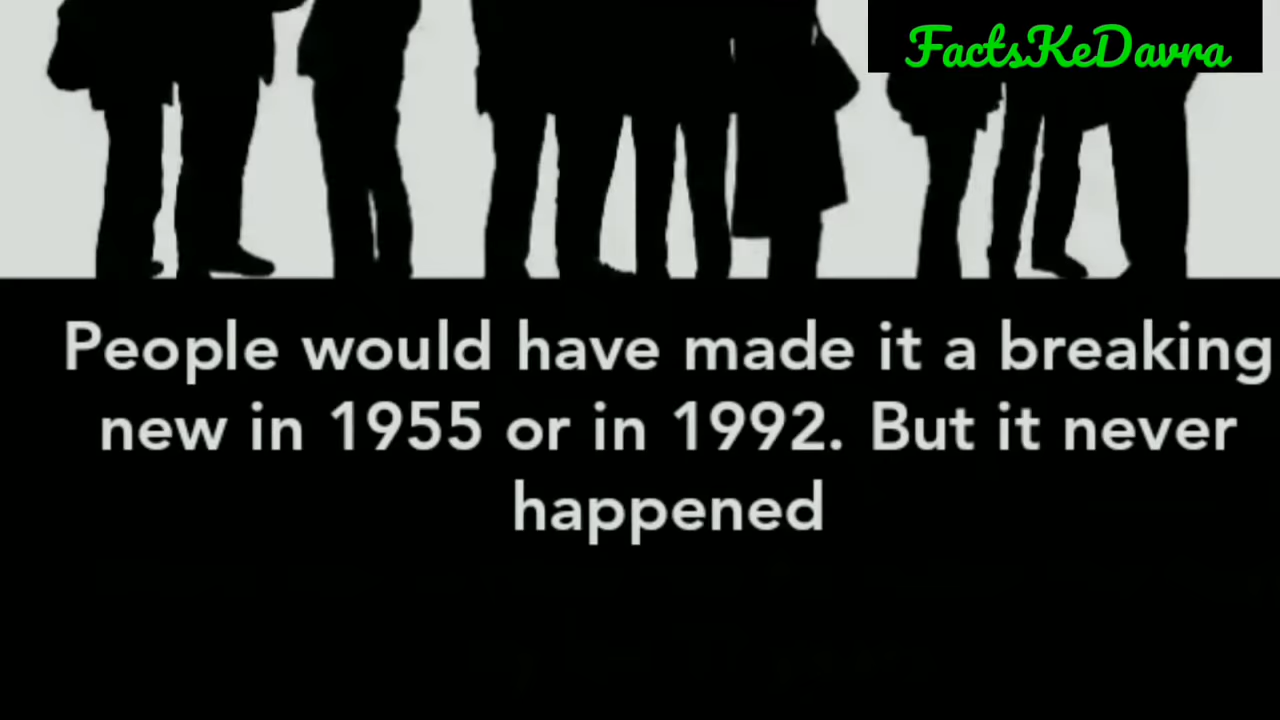 FactsKeDavra
People would have made it a breaking
new in 1955 or in 1992. But it never
happened